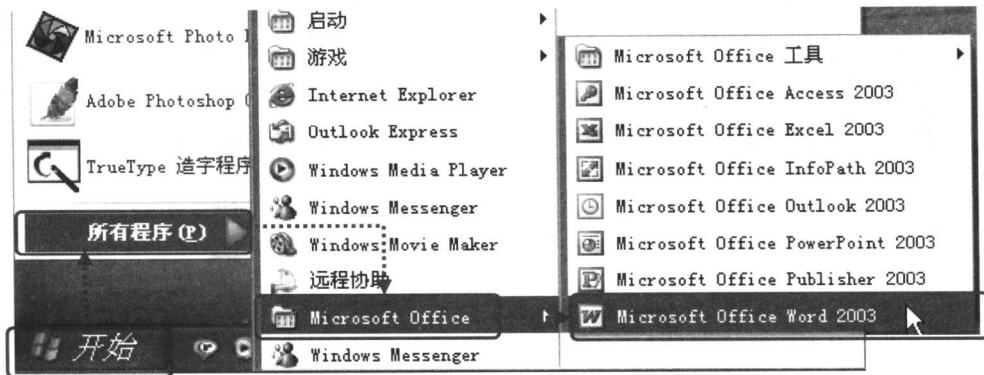 Microsoft Photo
Adobe Photoshop
TrueType 造字程序
所有程序(P)
开始
启动
游戏
Internet Explorer
Outlook Express
Windows Media Player
Windows Messenger
Windows Movie Maker
远程协助
Microsoft Office
Windows Messenger
Microsoft Office 工具
Microsoft Office Access 2003
Microsoft Office Excel 2003
Microsoft Office InfoPath 2003
Microsoft Office Outlook 2003
Microsoft Office PowerPoint 2003
Microsoft Office Publisher 2003
Microsoft Office Word 2003